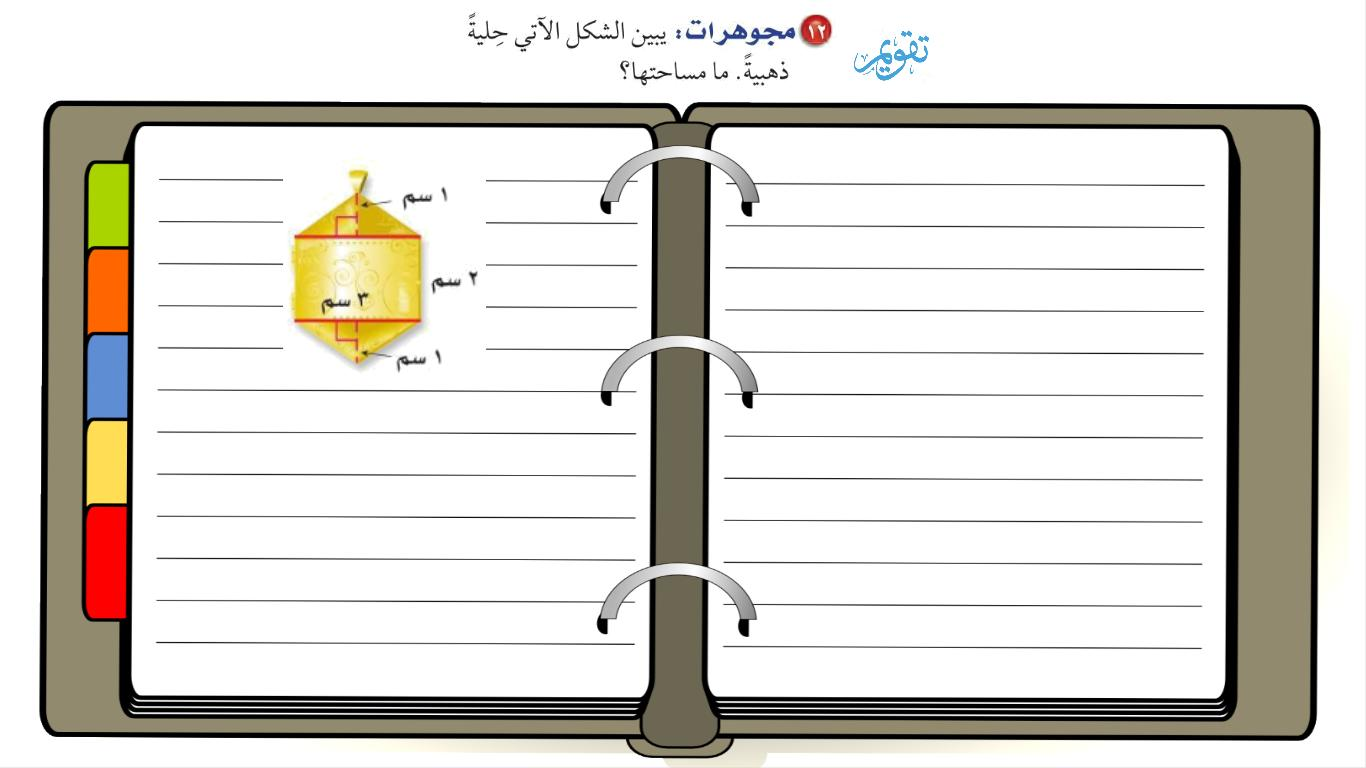 تقويم
١٢ مجوهرات: يبين الشكل الآتي حِليةً
ذهبيةً. ما مساحتها؟
١ سم
٢ سم
٣ سم
١ سم